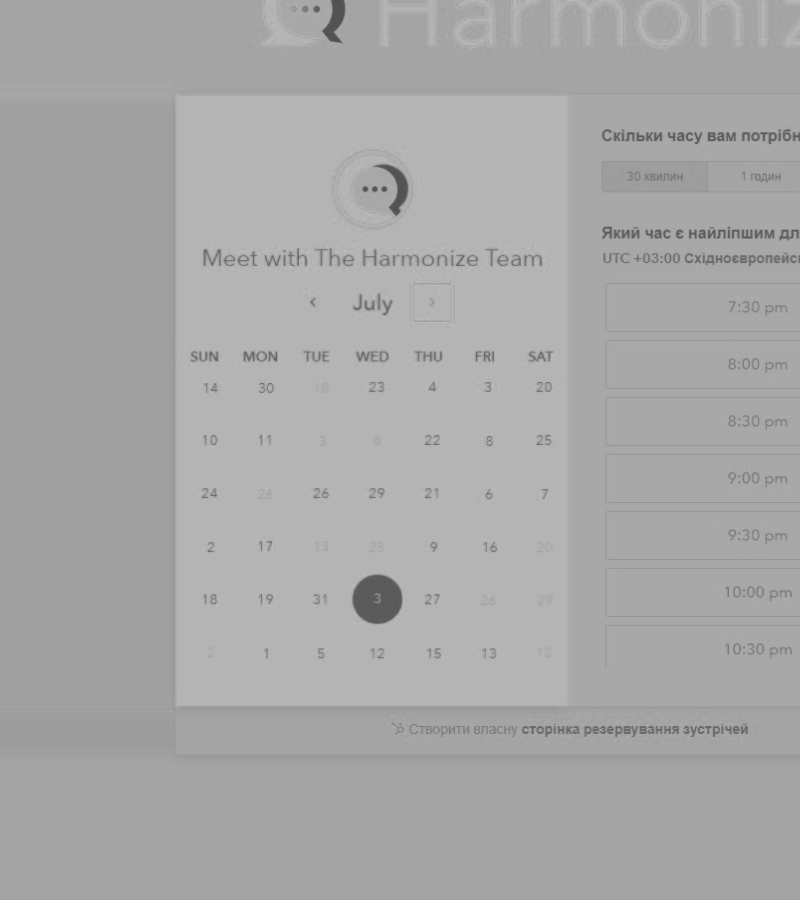 Harmoniz
Meet with The Harmonize Team
July
SUN MON TUE WED THU FRI SAT
14 30 18 23 4 3 20
10 11 3 8 22 8 25
24 26 26 29 21 6 7
2 17 13 25 9 16 20
18 19 31 3 27 26 29
2 1 5 12 15 13 12
Скільки часу вам потрібн
30 хвилин 1 годин
Який час є найліпшим дл
UTC +03:00 Східноєвропейсь
7:30 pm
8:00 pm
8:30 pm
9:00 pm
9:30 pm
10:00 pm
10:30 pm
Створити власну сторінка резервування зустрічей